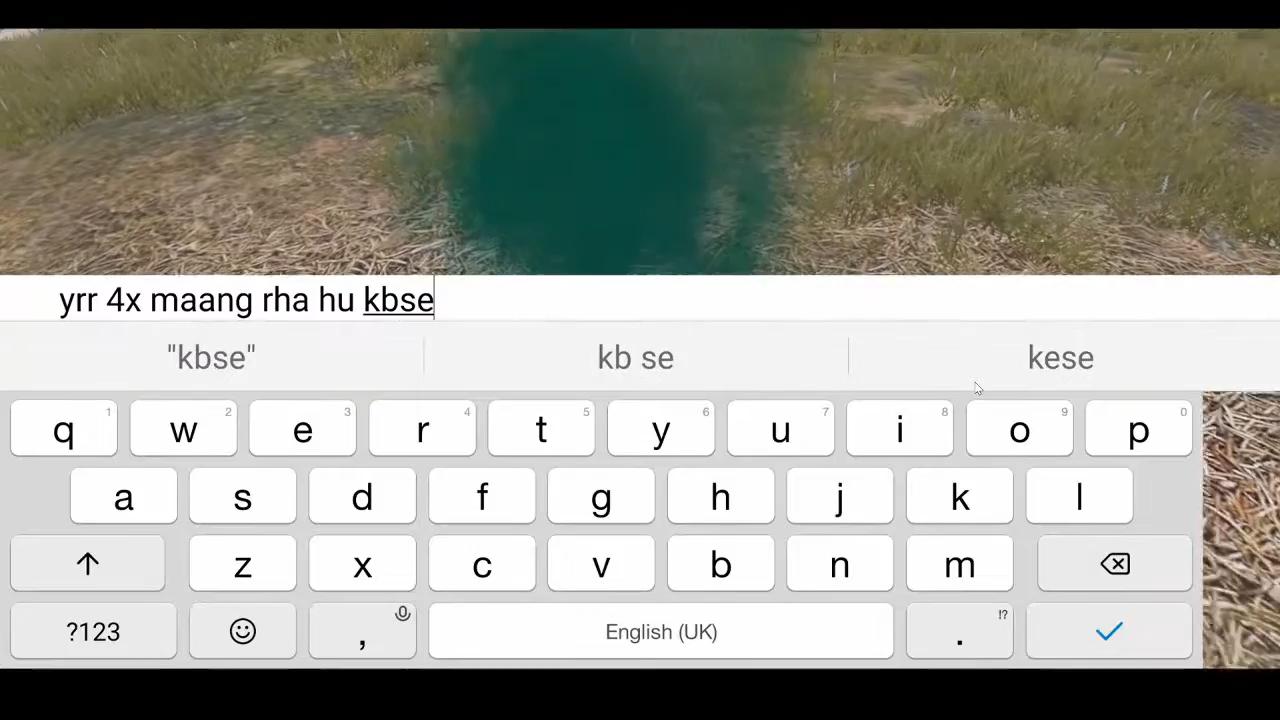 yrr 4x maang rha hu kbse
"kbse" kb se kese
q 1 w 2 e 3 r 4 t 5 y 6 u 7 i 8 o 9 p 0
a s d f g h j k l
z x c v b n m
?123 , English (UK) . !?